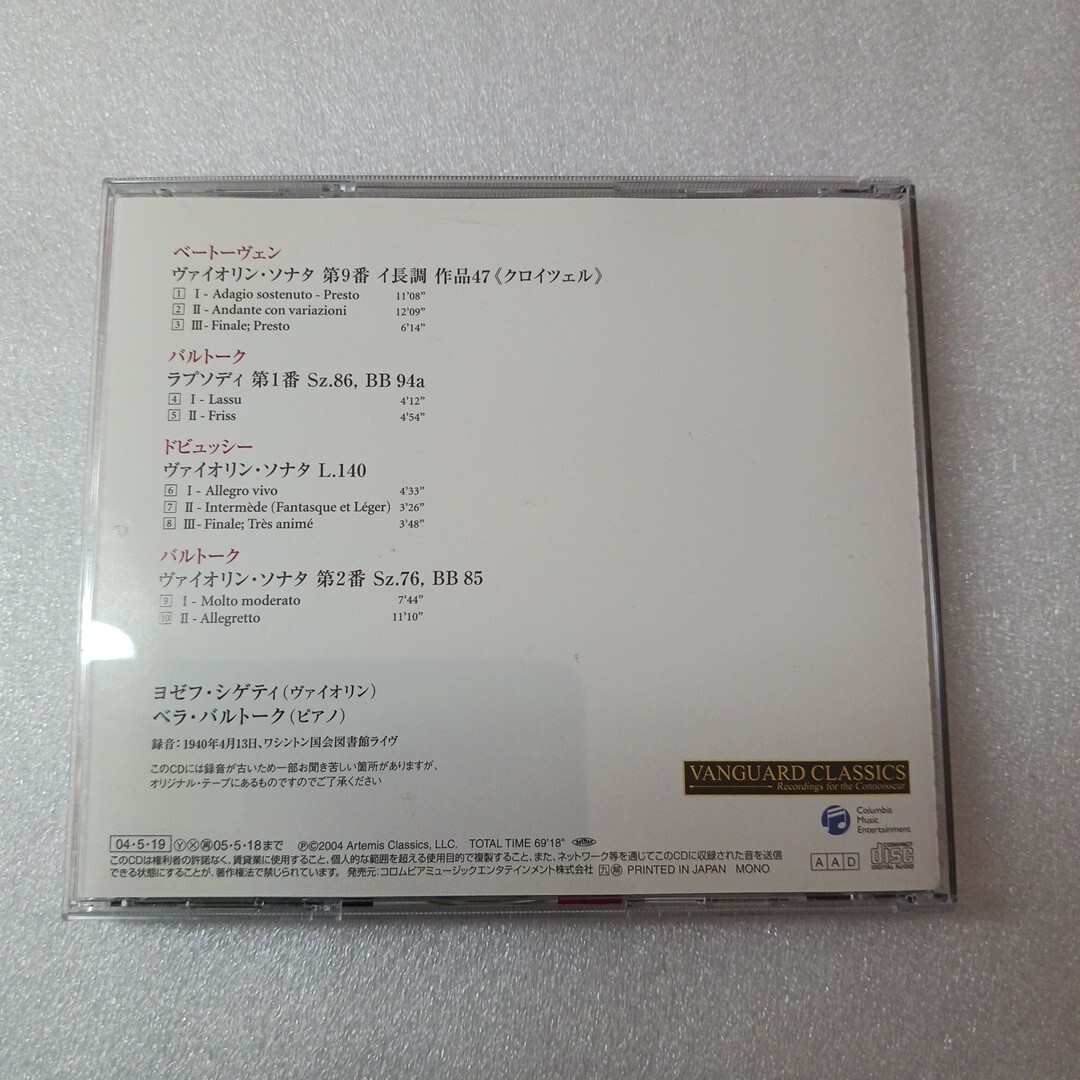 ベートーヴェン
ヴァイオリン・ソナタ 第9番 イ長調 作品47《クロイツェル》
1 Ⅰ - Adagio sostenuto - Presto 11'08"
2 Ⅱ - Andante con variazioni 12'09"
3 Ⅲ - Finale; Presto 6'14"
バルトーク
ラプソディ 第1番 Sz.86, BB 94a
4 Ⅰ - Lassu 4'12"
5 Ⅱ - Friss 4'54"
ドビュッシー
ヴァイオリン・ソナタ L.140
6 Ⅰ - Allegro vivo 4'33"
7 Ⅱ - Intermède (Fantasque et Léger) 3'26"
8 Ⅲ - Finale; Très animé 3'48"
バルトーク
ヴァイオリン・ソナタ 第2番 Sz.76, BB 85
9 Ⅰ - Molto moderato 7'44"
10 Ⅱ - Allegretto 11'10"
ヨゼフ・シゲティ(ヴァイオリン)
ベラ・バルトーク(ピアノ)
録音：1940年4月13日、ワシントン国会図書館ライヴ
このCDには録音が古いため一部お聞き苦しい箇所がありますが、
オリジナル・テープにあるものですのでご了承ください
VANGUARD CLASSICS
Recordings for the Connoisseur
Columbia
Music
Entertainment
04・5・19 Ⓨ Ⓧ 再 05・5・18まで ℗©2004 Artemis Classics, LLC. TOTAL TIME 69'18"
このCDは権利者の許諾なく、賃貸業に使用すること、個人的な範囲を超える使用目的で複製すること、また、ネットワーク等を通じてこのCDに収録された音を送信
できる状態にすることが、著作権法で禁じられています。 発売元：コロムビアミュージックエンタテインメント株式会社 PRINTED IN JAPAN MONO
A A D
COMPACT
disc
DIGITAL AUDIO